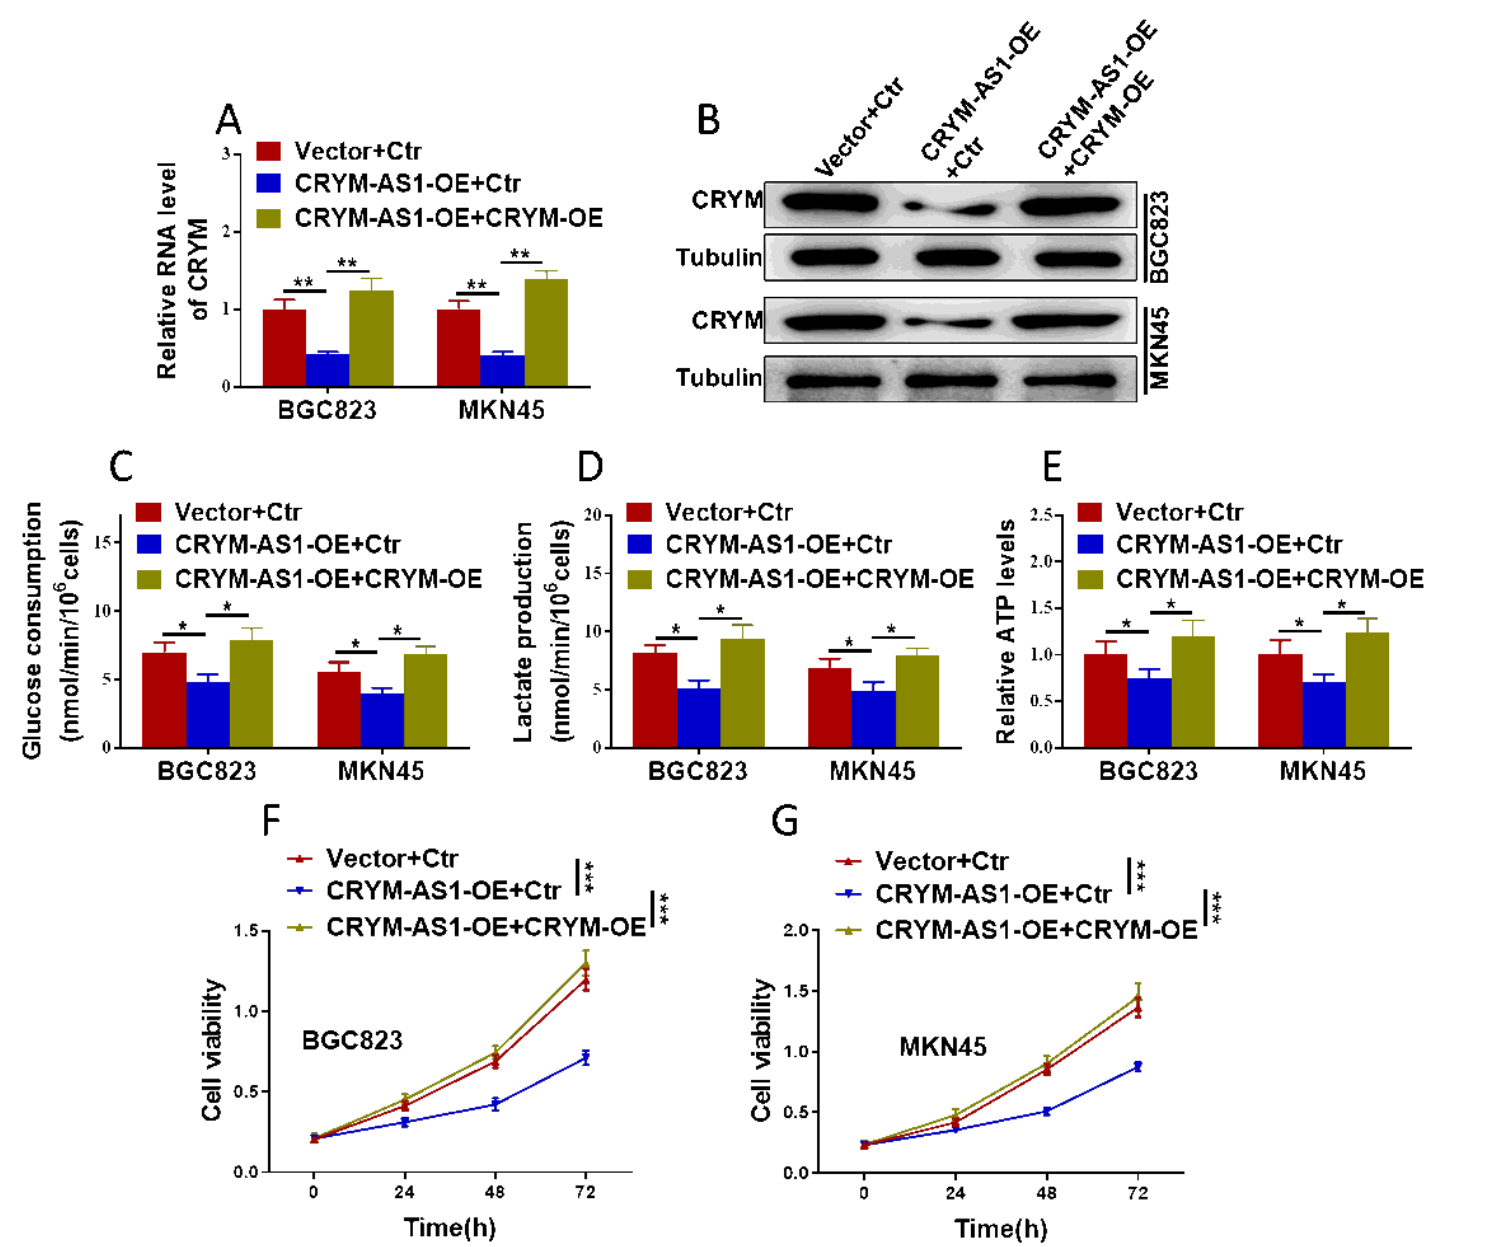 A
Vector+Ctr
CRYM-AS1-OE+Ctr
CRYM-AS1-OE+CRYM-OE
Relative RNA level
of CRYM
3
2
1
0
**
**
**
**
BGC823
MKN45
B
Vector+Ctr
CRYM-AS1-OE
+Ctr
CRYM-AS1-OE
+CRYM-OE
CRYM
Tubulin
BGC823
CRYM
Tubulin
MKN45
C
Vector+Ctr
CRYM-AS1-OE+Ctr
CRYM-AS1-OE+CRYM-OE
Glucose consumption
(nmol/min/10⁶ cells)
15
10
5
0
*
*
*
*
BGC823
MKN45
D
Vector+Ctr
CRYM-AS1-OE+Ctr
CRYM-AS1-OE+CRYM-OE
Lactate production
(nmol/min/10⁶ cells)
20
15
10
5
0
*
*
*
*
BGC823
MKN45
E
Vector+Ctr
CRYM-AS1-OE+Ctr
CRYM-AS1-OE+CRYM-OE
Relative ATP levels
2.5
2.0
1.5
1.0
0.5
0.0
*
*
*
*
BGC823
MKN45
F
Vector+Ctr
CRYM-AS1-OE+Ctr
CRYM-AS1-OE+CRYM-OE
***
***
Cell viability
1.5
1.0
0.5
0.0
BGC823
0 24 48 72
Time(h)
G
Vector+Ctr
CRYM-AS1-OE+Ctr
CRYM-AS1-OE+CRYM-OE
***
***
Cell viability
2.0
1.5
1.0
0.5
0.0
MKN45
0 24 48 72
Time(h)